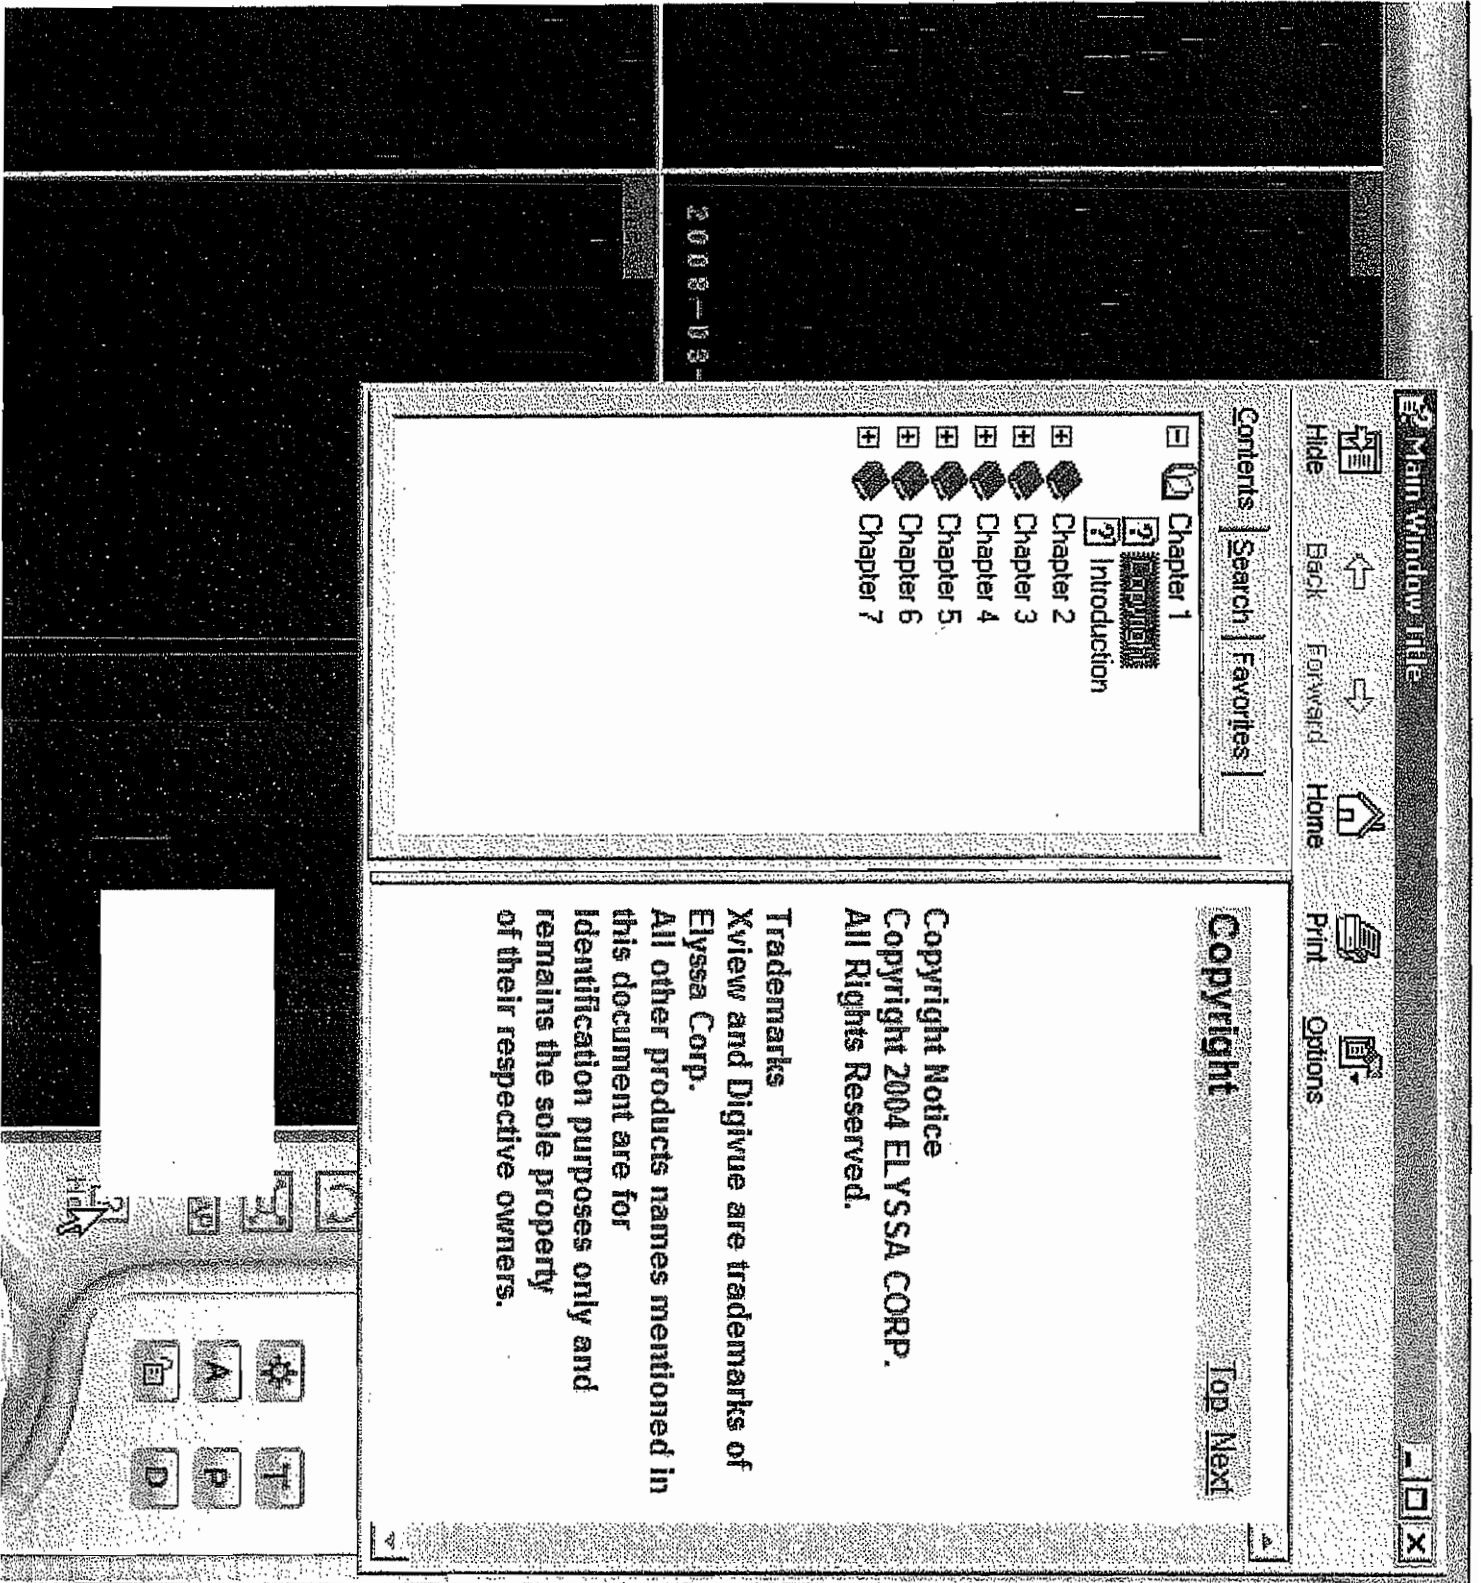 Main Window Title
Hide Back Forward Home Print Options
Contents Search Favorites
Chapter 1
Copyright
Introduction
Chapter 2
Chapter 3
Chapter 4
Chapter 5
Chapter 6
Chapter 7
Copyright
Top Next
Copyright Notice
Copyright 2004 ELYSSA CORP.
All Rights Reserved.
Trademarks
Xview and Digivue are trademarks of
Elyssa Corp.
All other products names mentioned in
this document are for
Identification purposes only and
remains the sole property
of their respective owners.
2008-08-
AP
T
A P
D